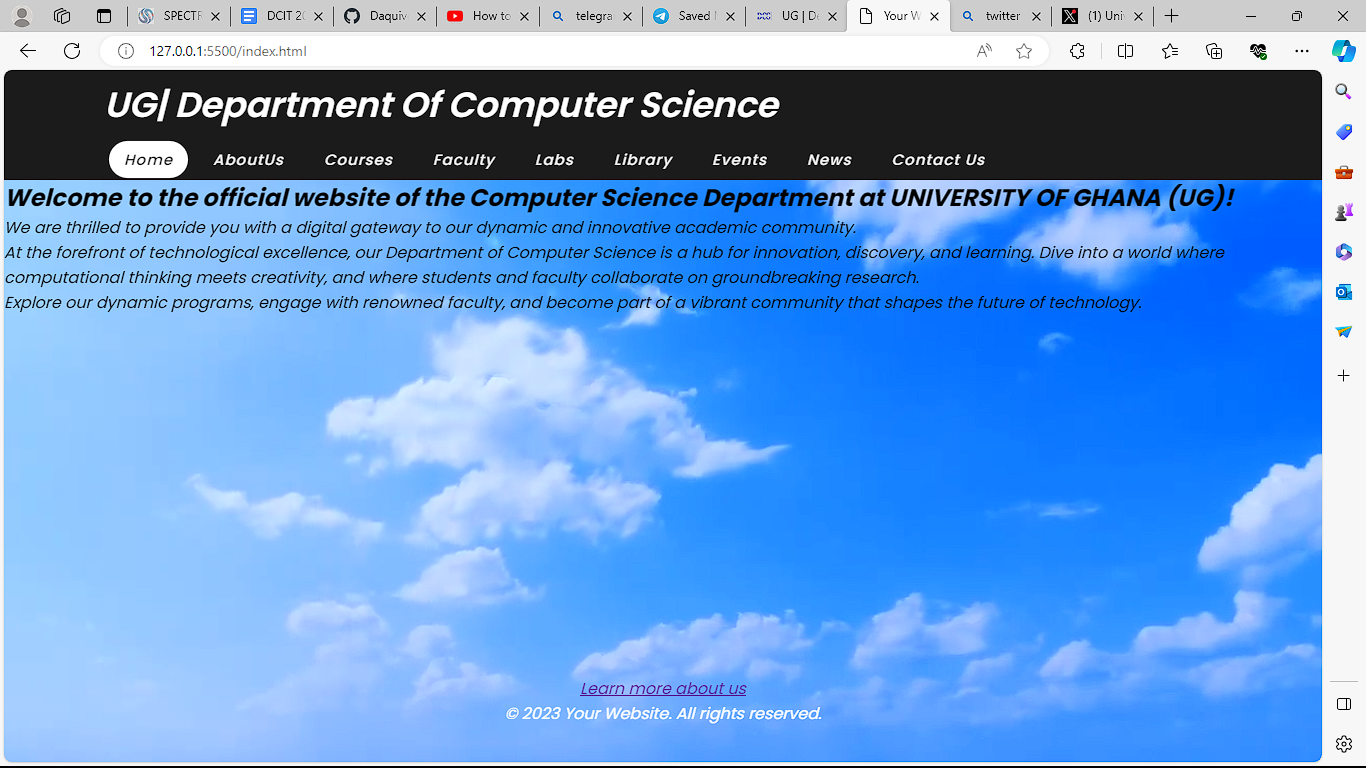 SPECTR
DCIT 20
Daquiv
How to
telegra
Saved
UG | De
Your W
twitter
(1) Uni
127.0.0.1:5500/index.html
UG| Department Of Computer Science
Home AboutUs Courses Faculty Labs Library Events News Contact Us
Welcome to the official website of the Computer Science Department at UNIVERSITY OF GHANA (UG)!
We are thrilled to provide you with a digital gateway to our dynamic and innovative academic community.
At the forefront of technological excellence, our Department of Computer Science is a hub for innovation, discovery, and learning. Dive into a world where
computational thinking meets creativity, and where students and faculty collaborate on groundbreaking research.
Explore our dynamic programs, engage with renowned faculty, and become part of a vibrant community that shapes the future of technology.
Learn more about us
© 2023 Your Website. All rights reserved.